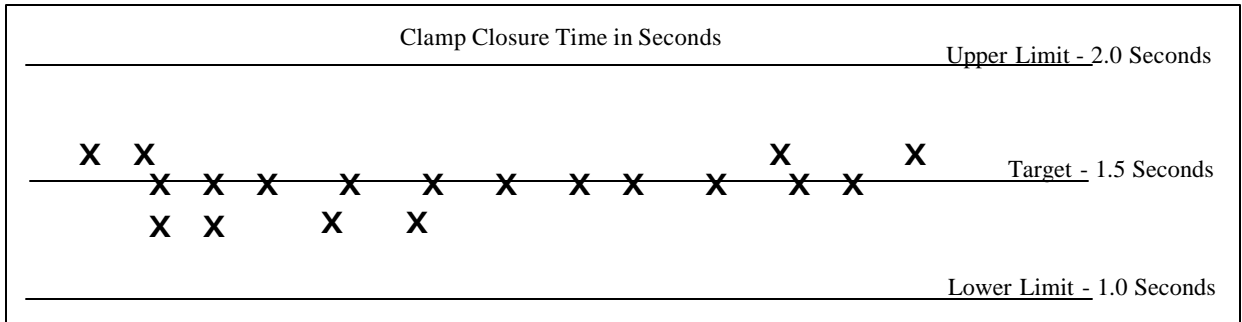 Clamp Closure Time in Seconds
Upper Limit - 2.0 Seconds
X X X X
X X X X X X X X X X X
X X X X
Target - 1.5 Seconds
Lower Limit - 1.0 Seconds